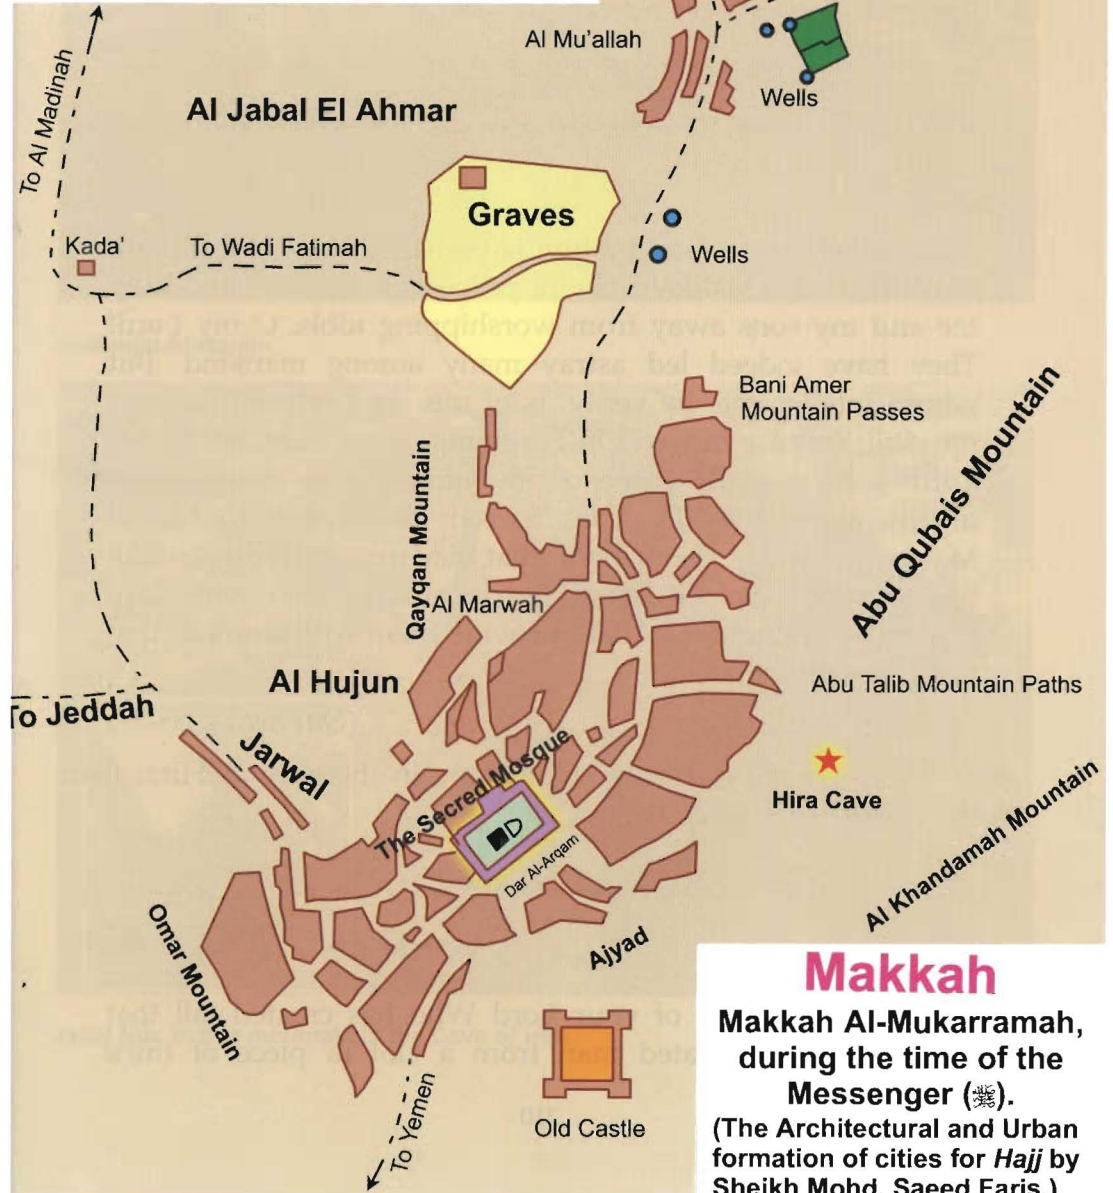 Al Mu'allah
Wells
To Al Madinah
Al Jabal El Ahmar
Graves
Kada'
To Wadi Fatimah
Wells
Bani Amer
Mountain Passes
Abu Qubais Mountain
Qayqan Mountain
Al Marwah
Al Hujun
Abu Talib Mountain Paths
To Jeddah
Jarwal
The Secred Mosque
Hira Cave
Al Khandamah Mountain
Dar Al-Arqam
Omar Mountain
Ajyad
Old Castle
To Yemen
Makkah
Makkah Al-Mukarramah,
during the time of the
Messenger (ﷺ).
(The Architectural and Urban
formation of cities for Hajj by
Sheikh Mohd. Saeed Faris.)